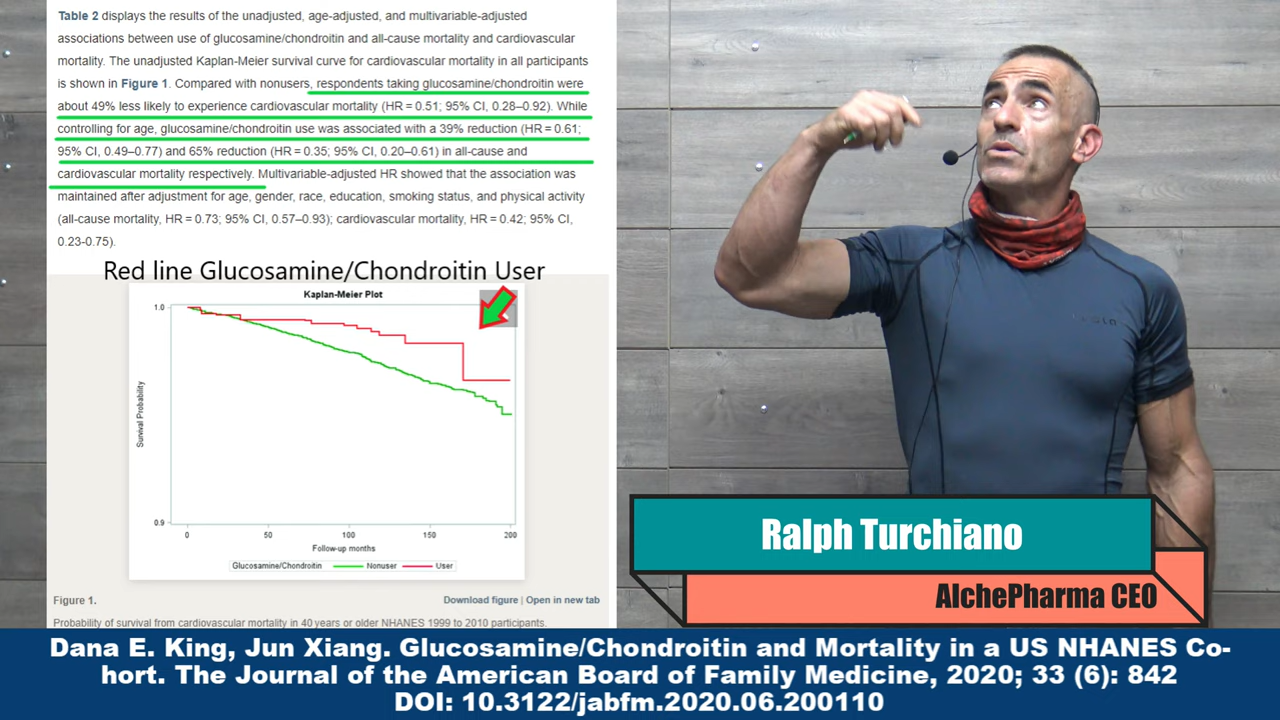 Table 2 displays the results of the unadjusted, age-adjusted, and multivariable-adjusted
associations between use of glucosamine/chondroitin and all-cause mortality and cardiovascular
mortality. The unadjusted Kaplan-Meier survival curve for cardiovascular mortality in all participants
is shown in Figure 1. Compared with nonusers, respondents taking glucosamine/chondroitin were
about 49% less likely to experience cardiovascular mortality (HR = 0.51; 95% CI, 0.28–0.92). While
controlling for age, glucosamine/chondroitin use was associated with a 39% reduction (HR = 0.61;
95% CI, 0.49–0.77) and 65% reduction (HR = 0.35; 95% CI, 0.20–0.61) in all-cause and
cardiovascular mortality respectively. Multivariable-adjusted HR showed that the association was
maintained after adjustment for age, gender, race, education, smoking status, and physical activity
(all-cause mortality, HR = 0.73; 95% CI, 0.57–0.93); cardiovascular mortality, HR = 0.42; 95% CI,
0.23-0.75).
Red line Glucosamine/Chondroitin User
Kaplan-Meier Plot
1.0
Survival Probability
0.9
0 50 100 150 200
Follow-up months
Glucosamine/Chondroitin Nonuser User
Figure 1. Download figure | Open in new tab
Probability of survival from cardiovascular mortality in 40 years or older NHANES 1999 to 2010 participants.
Ralph Turchiano
AlchePharma CEO
Dana E. King, Jun Xiang. Glucosamine/Chondroitin and Mortality in a US NHANES Co-
hort. The Journal of the American Board of Family Medicine, 2020; 33 (6): 842
DOI: 10.3122/jabfm.2020.06.200110